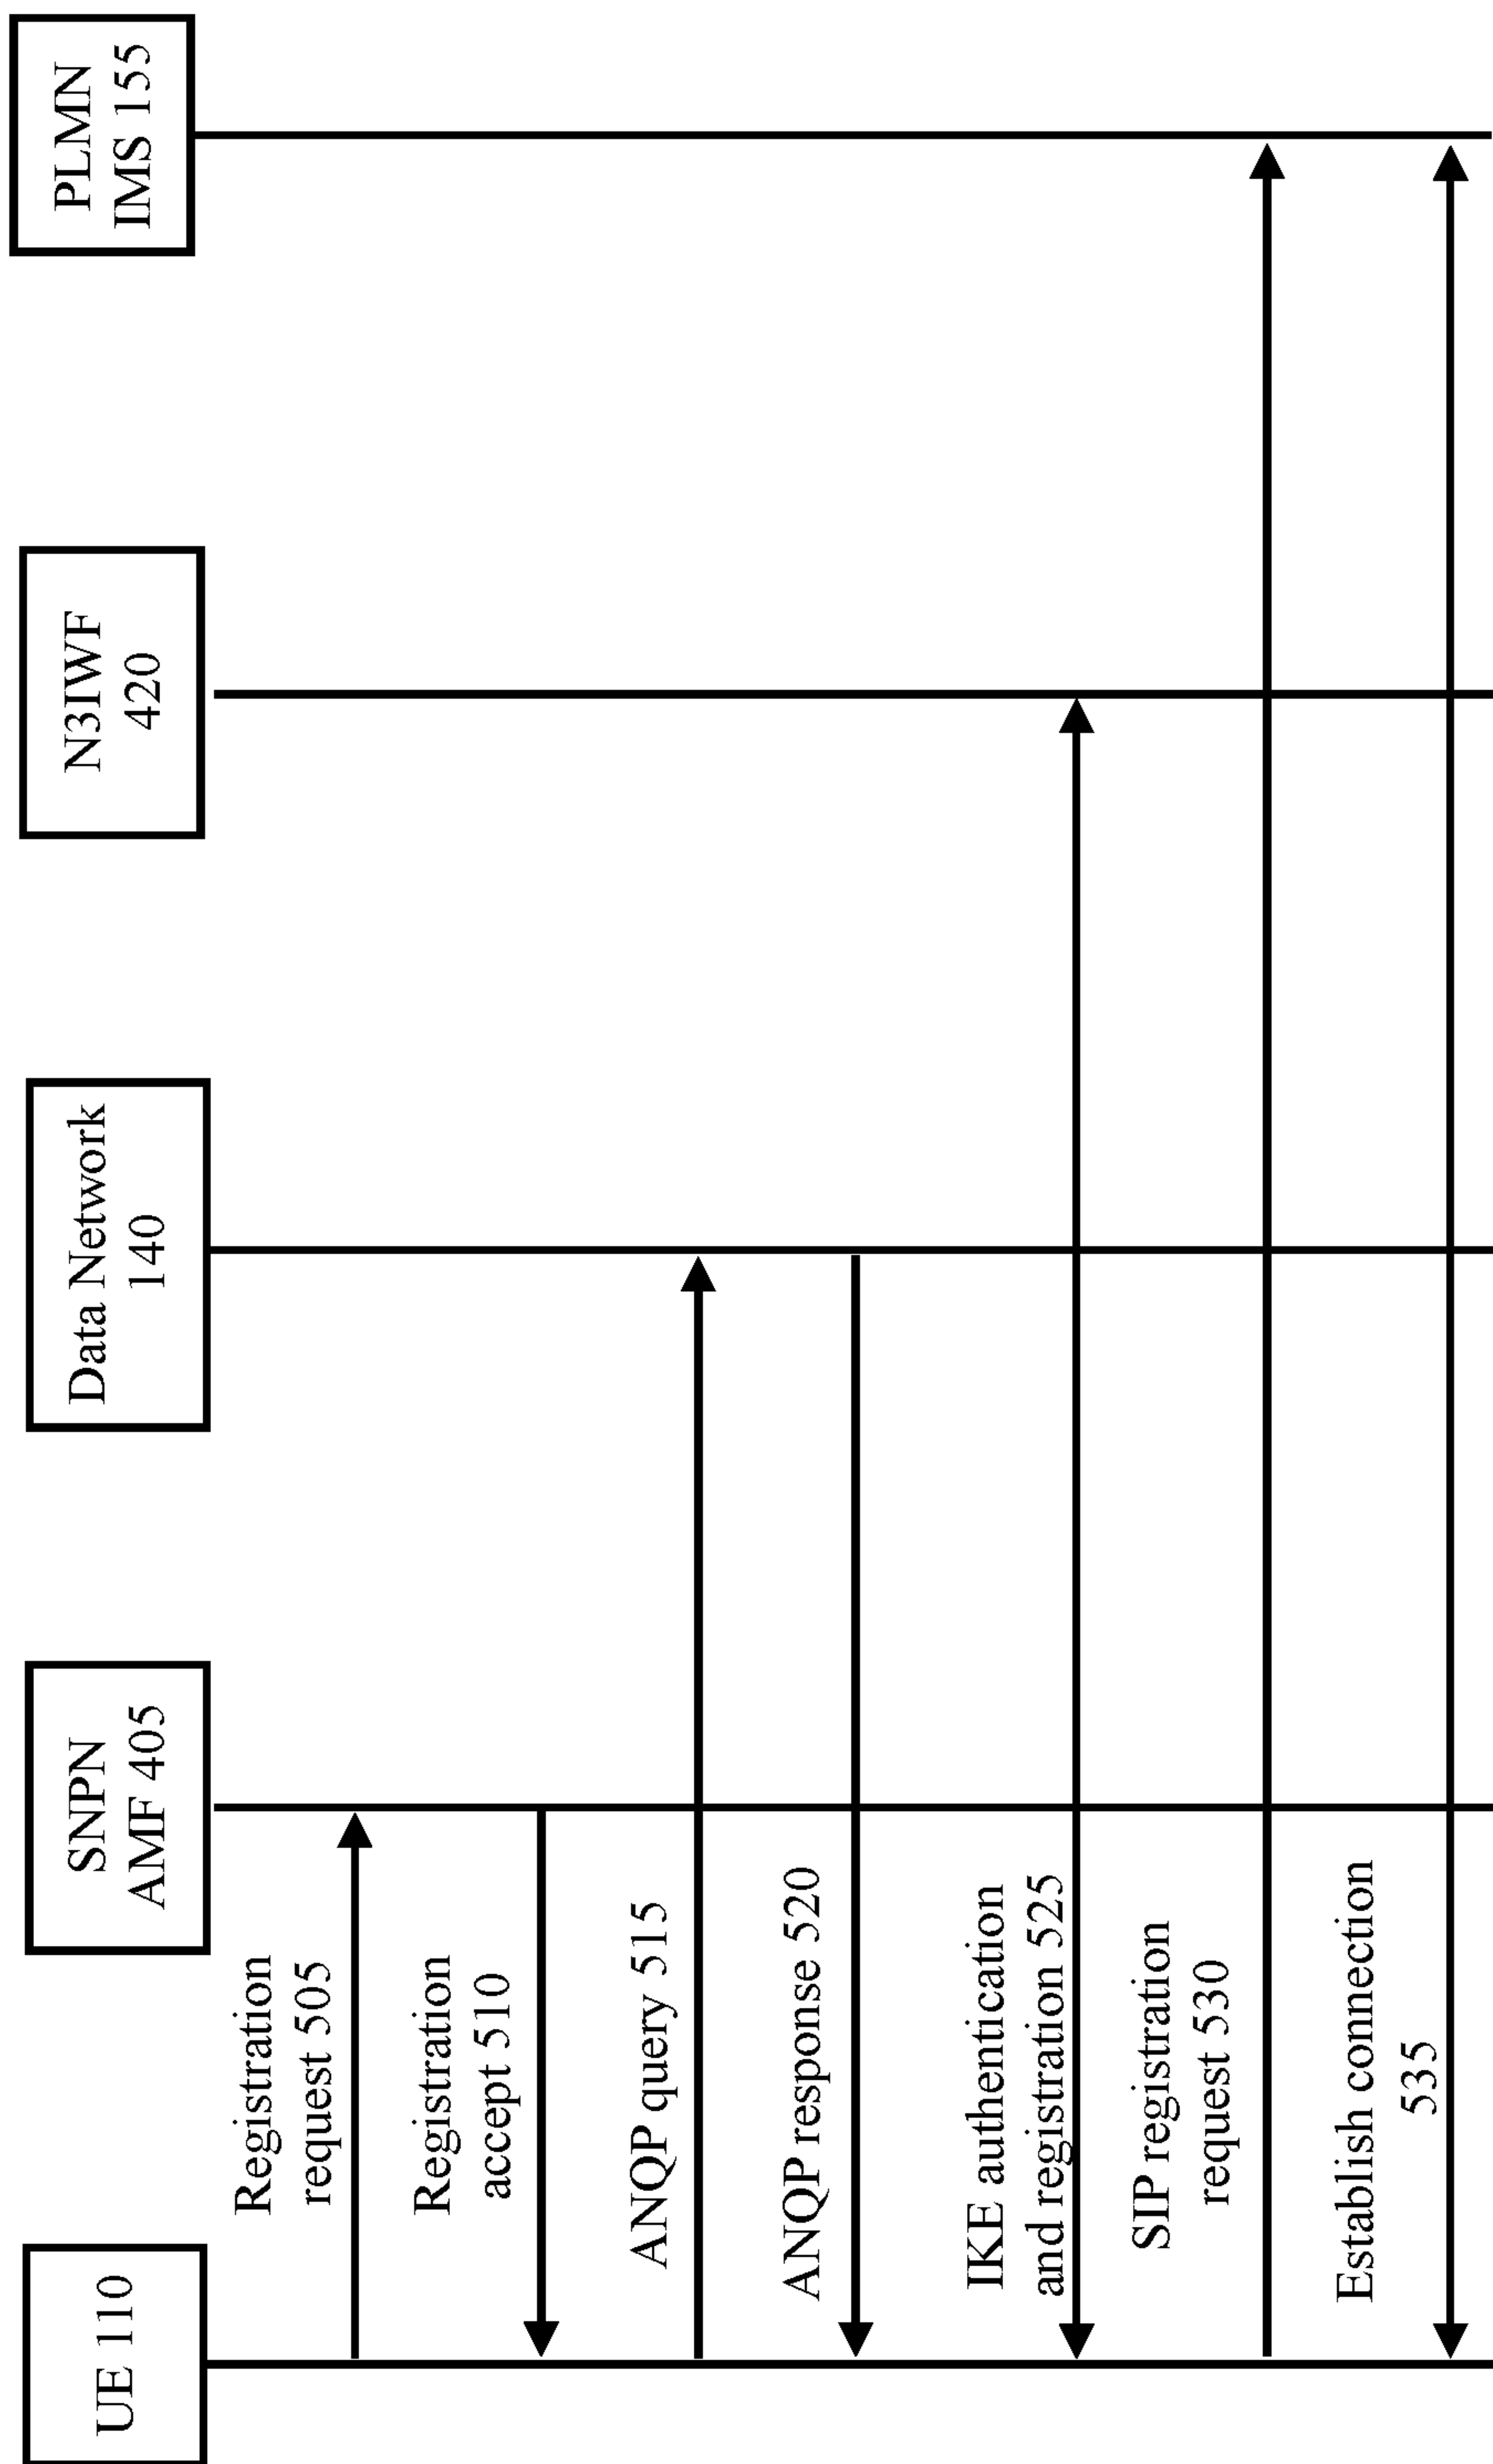 UE 110
SNPN
AMF 405
Data Network
140
N3IWF
420
PLMN
IMS 155
Registration
request 505
Registration
accept 510
ANQP query 515
ANQP response 520
IKE authentication
and registration 525
SIP registration
request 530
Establish connection
535